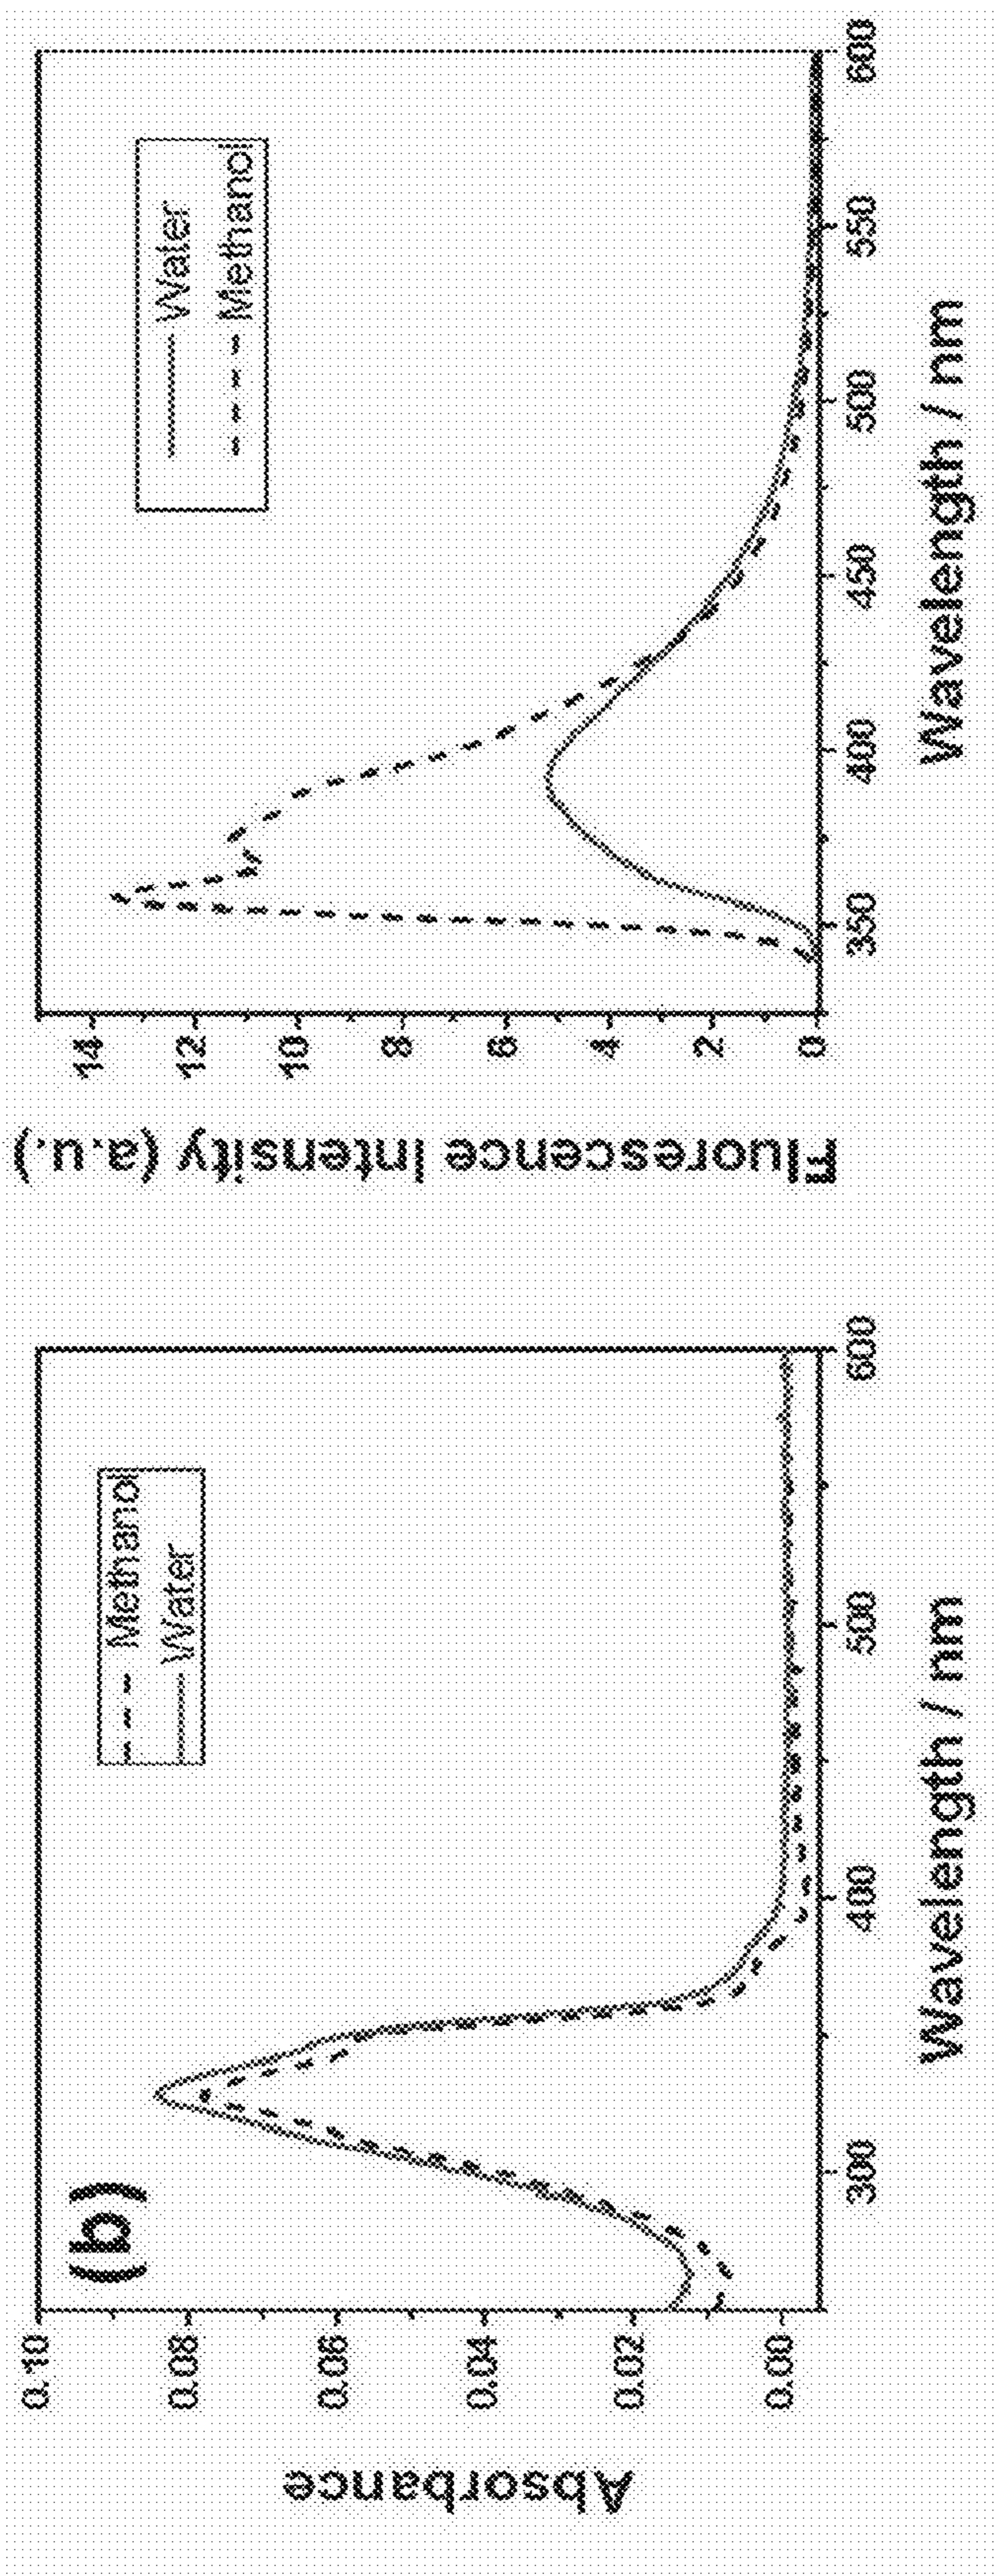 (b)
Absorbance
0.10
0.08
0.06
0.04
0.02
0.00
Methanol
Water
300
400
500
600
Wavelength / nm
Fluorescence intensity (a.u.)
14
12
10
8
6
4
2
0
Water
Methanol
350
400
450
500
550
600
Wavelength / nm